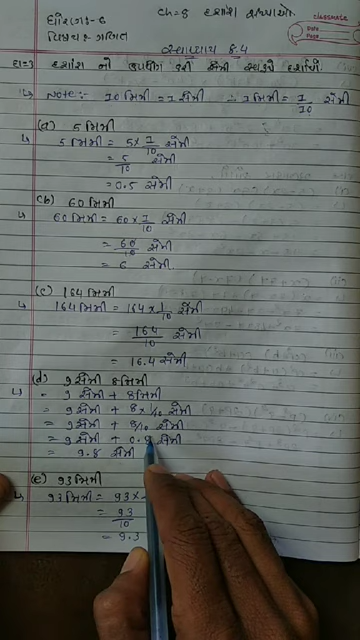 ધોરણ:-6
Ch=8 દશાંશ સંખ્યાઓ
classmate
Date
Page
વિષય :- ગણિત
સ્વાધ્યાય 8.4
દા=3 દશાંશ નો ઉપયોગ કરી સેમી સ્વરૂપે દર્શાવો
↳ Note:- 10 મિમી = 1 સેમી ∴ 1 મિમી = 1/10 સેમી
(a) 5 મિમી
↳ 5 મિમી = 5 × 1/10 સેમી
= 5/10 સેમી
= 0.5 સેમી
(b) 60 મિમી
↳ 60 મિમી = 60 × 1/10 સેમી
= 60/10 સેમી
= 6 સેમી.
(c) 164 મિમી
↳ 164 મિમી = 164 × 1/10 સેમી
= 164/10 સેમી
= 16.4 સેમી.
(d) 9 સેમી 8 મિમી
↳ = 9 સેમી + 8 મિમી
= 9 સેમી + 8 × 1/10 સેમી
= 9 સેમી + 8/10 સેમી
= 9 સેમી + 0.8 સેમી
= 9.8 સેમી
(e) 93 મિમી
↳ 93 મિમી = 93 ×
= 93/10
= 9.3